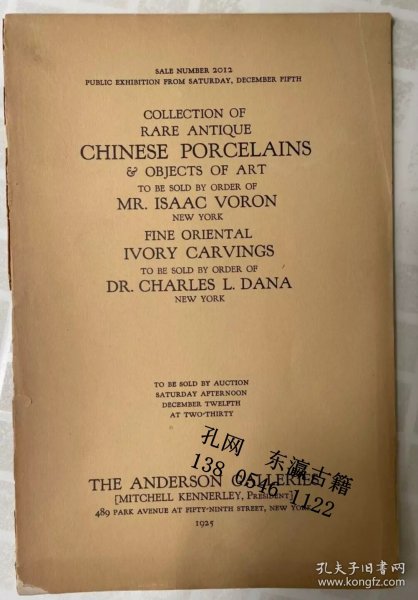 SALE NUMBER 2012
PUBLIC EXHIBITION FROM SATURDAY, DECEMBER FIFTH
COLLECTION OF
RARE ANTIQUE
CHINESE PORCELAINS
& OBJECTS OF ART
TO BE SOLD BY ORDER OF
MR. ISAAC VORON
NEW YORK
FINE ORIENTAL
IVORY CARVINGS
TO BE SOLD BY ORDER OF
DR. CHARLES L. DANA
NEW YORK
TO BE SOLD BY AUCTION
SATURDAY AFTERNOON
DECEMBER TWELFTH
AT TWO-THIRTY
孔网 东瀛古籍
138 0546 1122
THE ANDERSON GALLERIES
[MITCHELL KENNERLEY, PRESIDENT]
489 PARK AVENUE AT FIFTY-NINTH STREET, NEW YORK
1925
孔夫子旧书网
www.kongfz.com